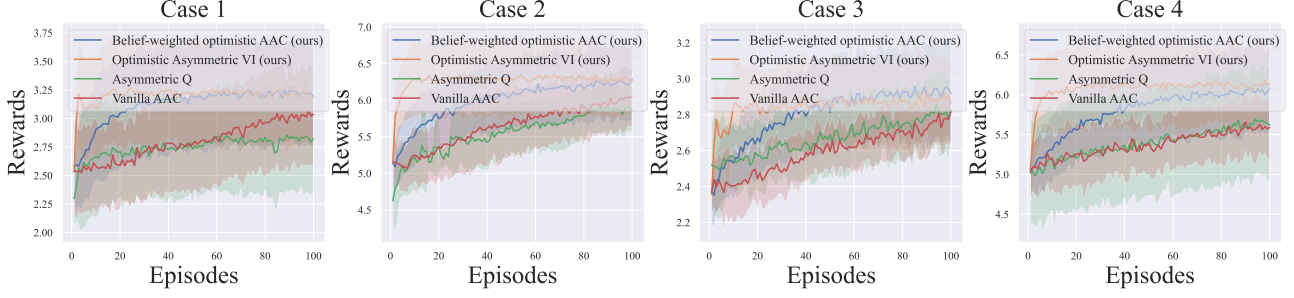 Case 1
Rewards
3.75
3.50
3.25
3.00
2.75
2.50
2.25
2.00
Belief-weighted optimistic AAC (ours)
Optimistic Asymmetric VI (ours)
Asymmetric Q
Vanilla AAC
0 20 40 60 80 100
Episodes
Case 2
Rewards
7.0
6.5
6.0
5.5
5.0
4.5
Belief-weighted optimistic AAC (ours)
Optimistic Asymmetric VI (ours)
Asymmetric Q
Vanilla AAC
0 20 40 60 80 100
Episodes
Case 3
Rewards
3.2
3.0
2.8
2.6
2.4
2.2
Belief-weighted optimistic AAC (ours)
Optimistic Asymmetric VI (ours)
Asymmetric Q
Vanilla AAC
0 20 40 60 80 100
Episodes
Case 4
Rewards
6.5
6.0
5.5
5.0
4.5
Belief-weighted optimistic AAC (ours)
Optimistic Asymmetric VI (ours)
Asymmetric Q
Vanilla AAC
0 20 40 60 80 100
Episodes